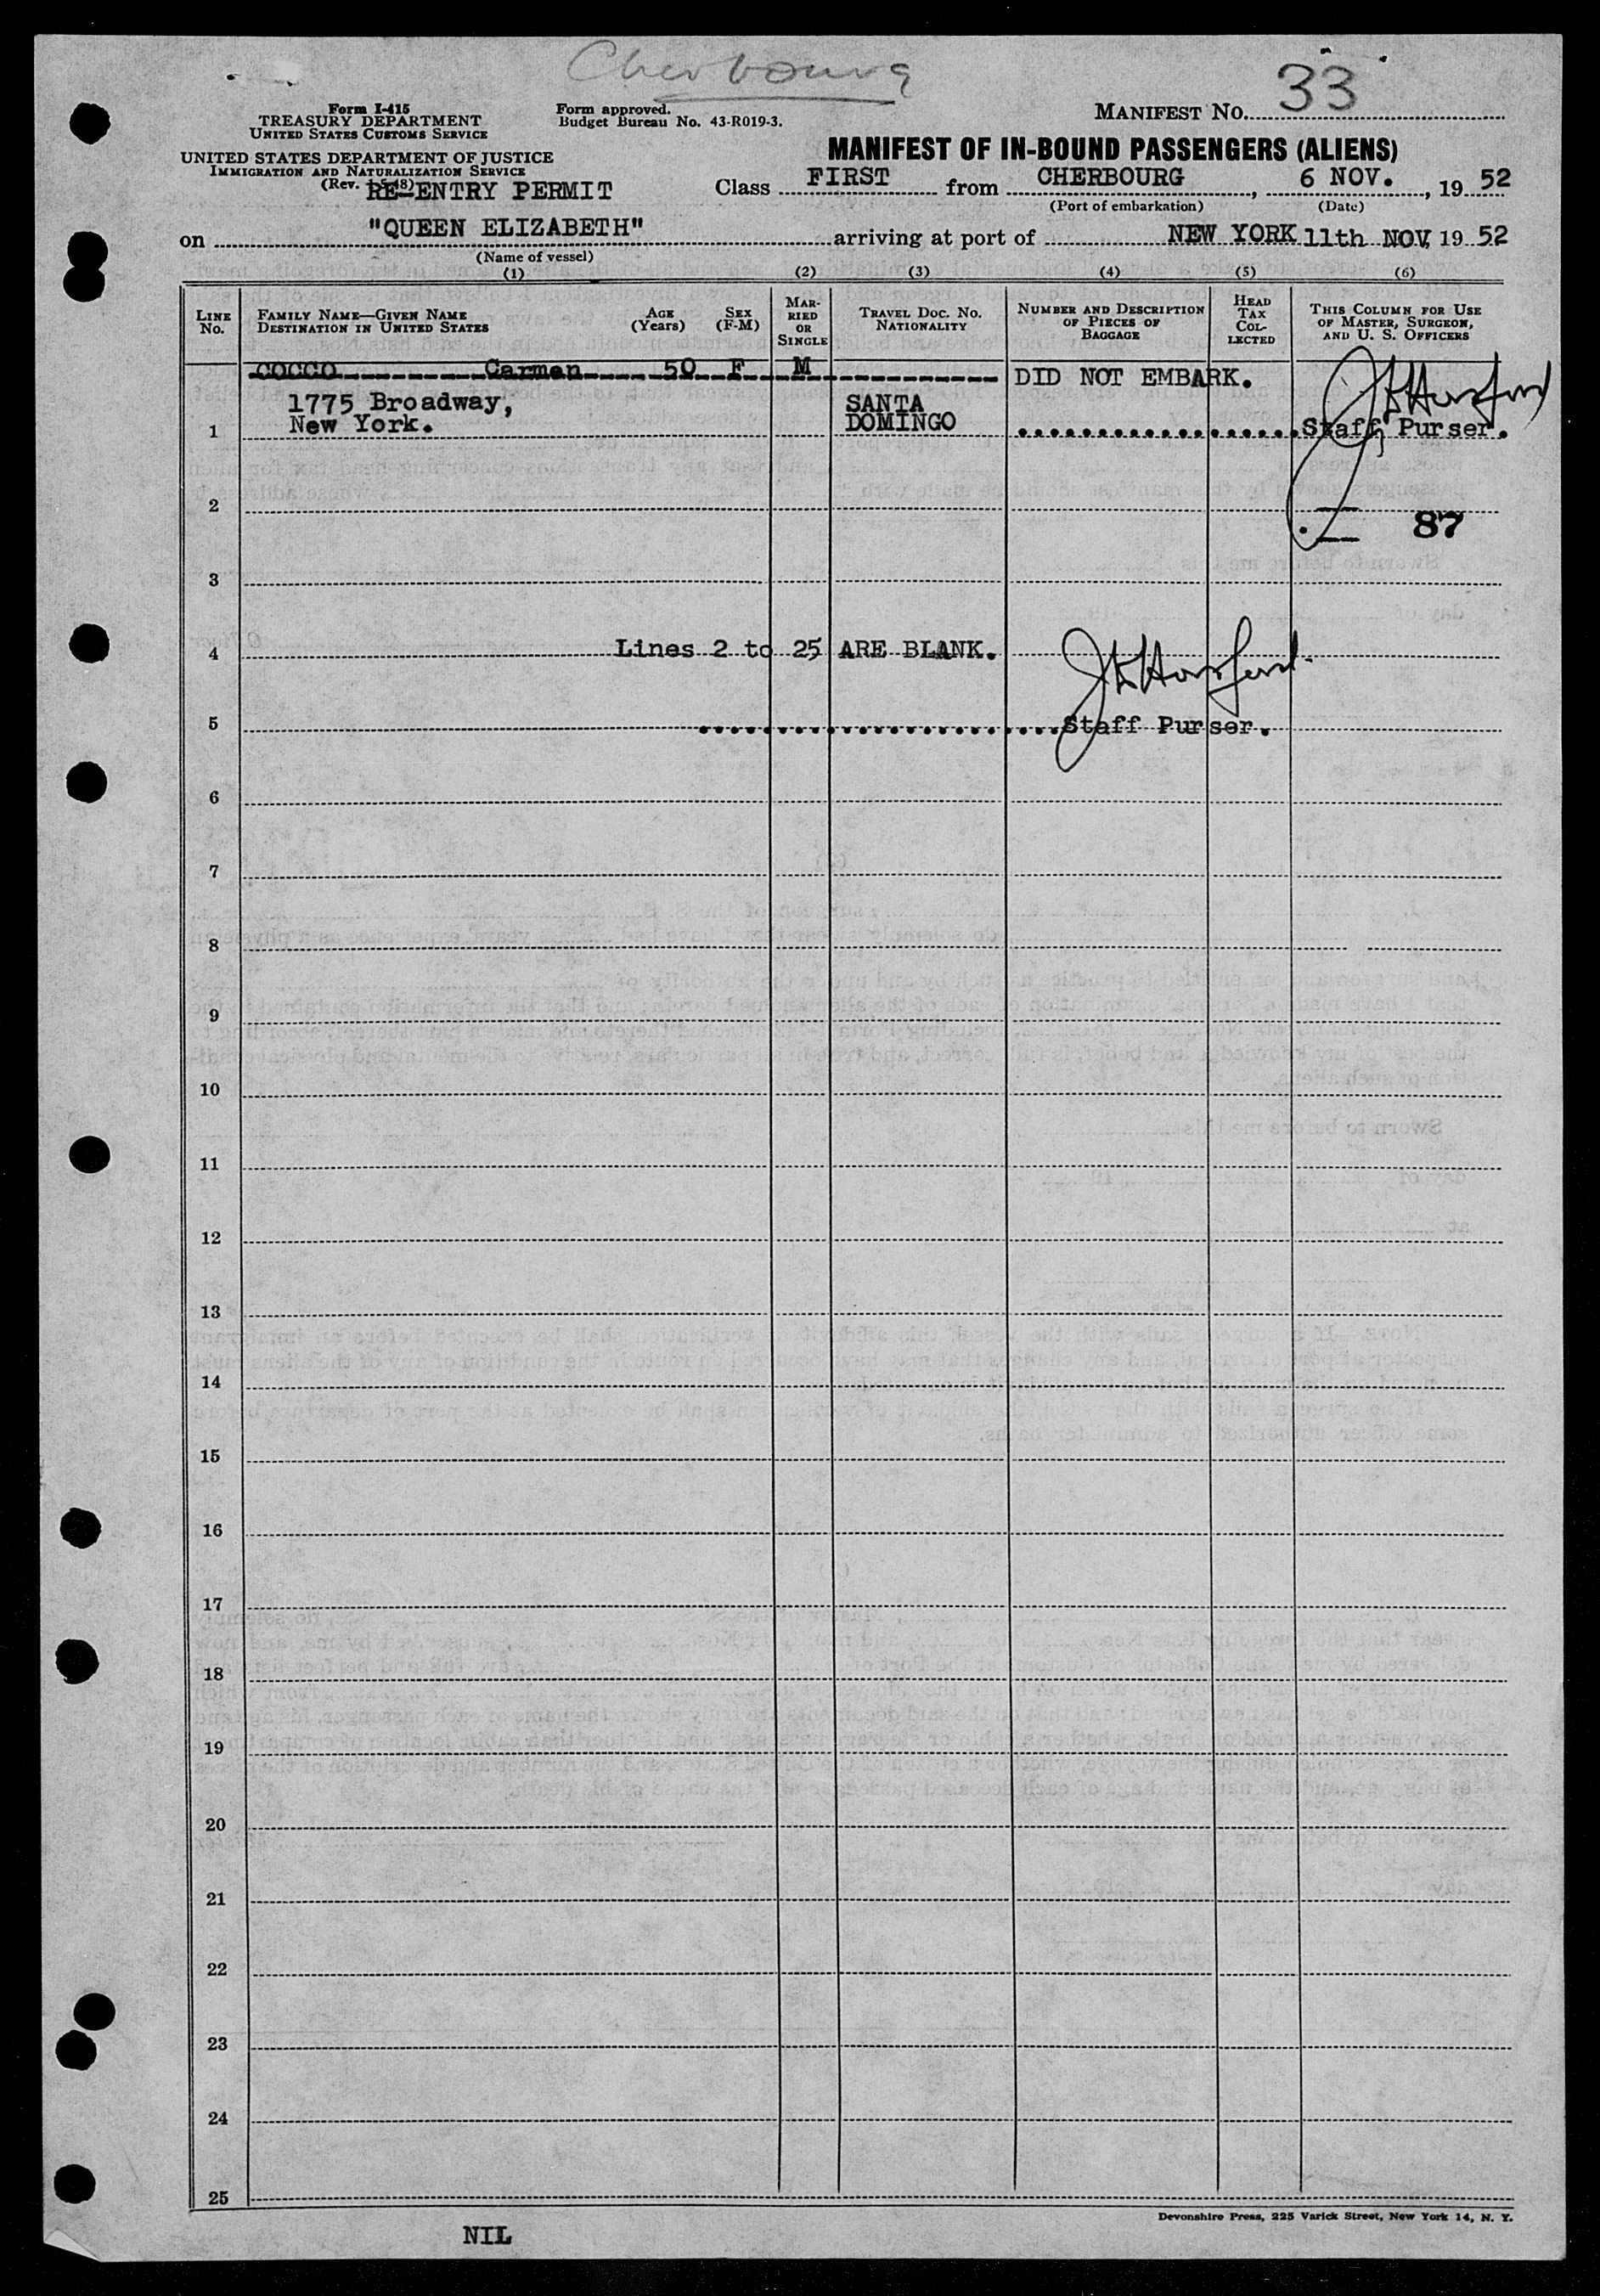 Cherbourg
33
Form I-415
TREASURY DEPARTMENT
UNITED STATES CUSTOMS SERVICE
Form approved.
Budget Bureau No. 43-R019-3.
MANIFEST NO.
UNITED STATES DEPARTMENT OF JUSTICE
IMMIGRATION AND NATURALIZATION SERVICE
(Rev.
RE-ENTRY PERMIT
MANIFEST OF IN-BOUND PASSENGERS (ALIENS)
Class FIRST from CHERBOURG, 6 NOV., 19 52
(Port of embarkation) (Date)
on "QUEEN ELIZABETH" arriving at port of NEW YORK 11th NOV, 19 52
(Name of vessel)
(1) (2) (3) (4) (5) (6)
LINE No.
FAMILY NAME—GIVEN NAME
DESTINATION IN UNITED STATES
AGE (Years)
SEX (F-M)
MARRIED OR SINGLE
TRAVEL DOC. NO. NATIONALITY
NUMBER AND DESCRIPTION OF PIECES OF BAGGAGE
HEAD TAX COLLECTED
THIS COLUMN FOR USE OF MASTER, SURGEON, AND U. S. OFFICERS
COCCO Carmen 50 F M DID NOT EMBARK.
1775 Broadway, SANTA
1 New York. DOMINGO Staff Purser.
2
87
3
4 Lines 2 to 25 ARE BLANK.
5 Staff Purser.
6
7
8
9
10
11
12
13
14
15
16
17
18
19
20
21
22
23
24
25
Devonshire Press, 225 Varick Street, New York 14, N. Y.
NIL